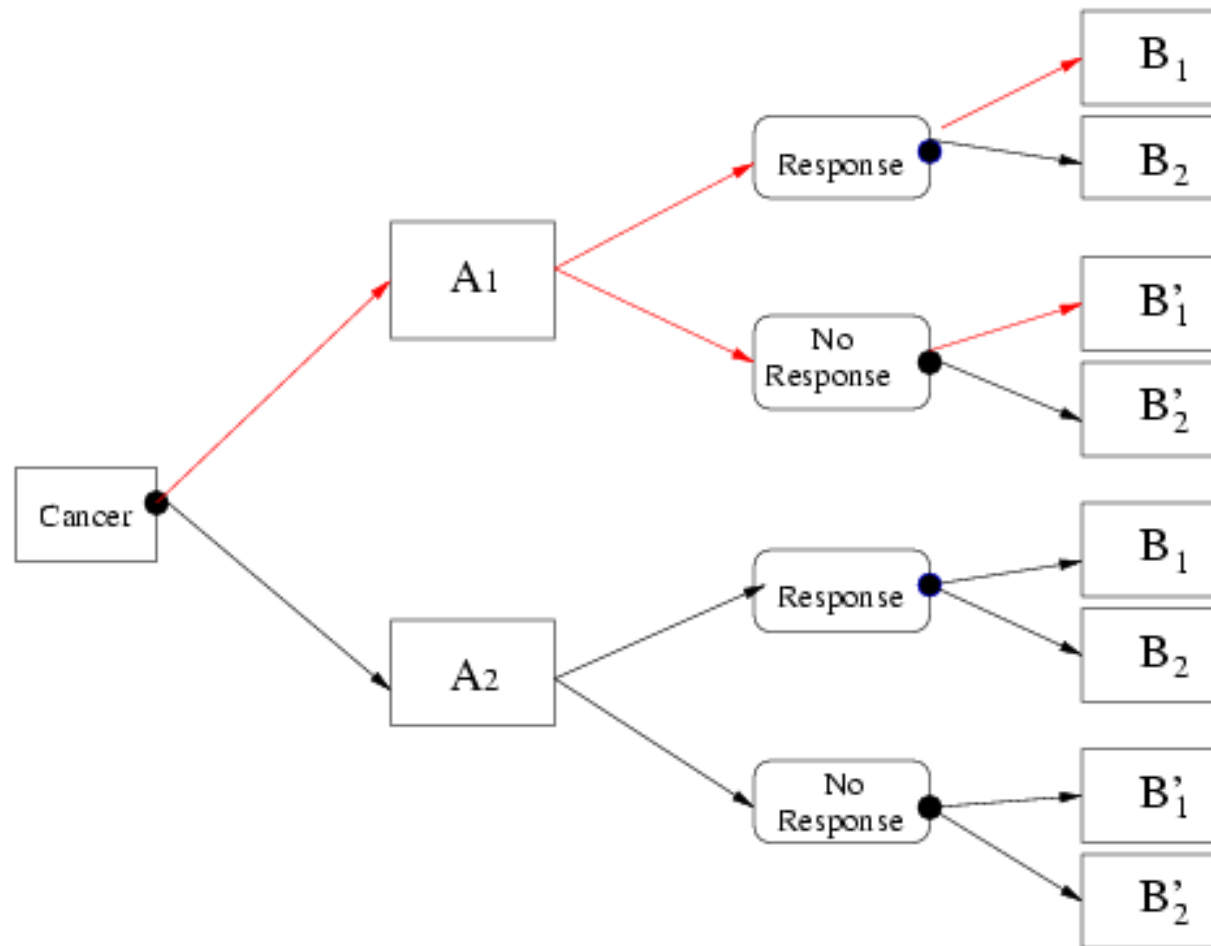 B1
Response
B2
A1
B'1
No
Response
B'2
Cancer
B1
Response
B2
A2
B'1
No
Response
B'2